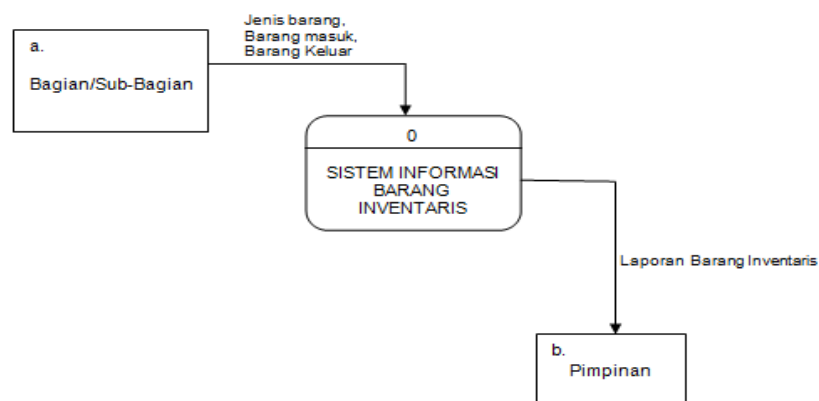 Jenis barang,
Barang masuk,
Barang Keluar
a.
Bagian/Sub-Bagian
0
SISTEM INFORMASI
BARANG
INVENTARIS
Laporan Barang Inventaris
b.
Pimpinan